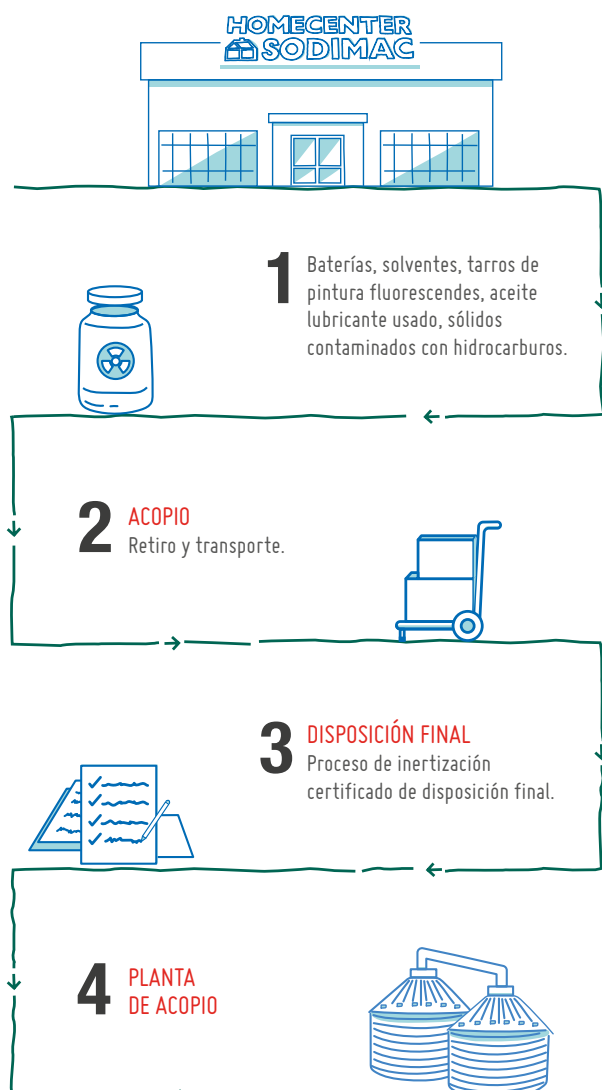 HOMECENTER
SODIMAC
1
Baterías, solventes, tarros de
pintura fluorescendes, aceite
lubricante usado, sólidos
contaminados con hidrocarburos.
2
ACOPIO
Retiro y transporte.
3
DISPOSICIÓN FINAL
Proceso de inertización
certificado de disposición final.
4
PLANTA
DE ACOPIO